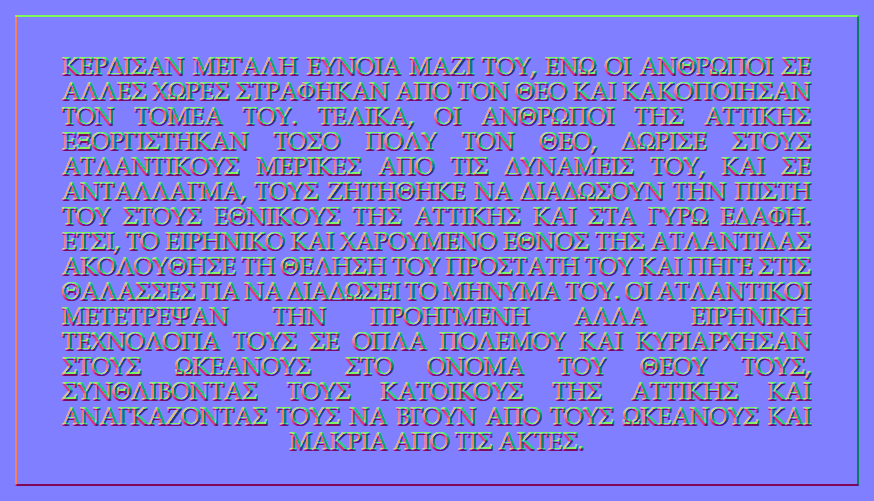 ΚΕΡΔΙΣΑΝ ΜΕΓΑΛΗ ΕΥΝΟΙΑ ΜΑΖΙ ΤΟΥ, ΕΝΩ ΟΙ ΑΝΘΡΩΠΟΙ ΣΕ
ΑΛΛΕΣ ΧΩΡΕΣ ΣΤΡΑΦΗΚΑΝ ΑΠΟ ΤΟΝ ΘΕΟ ΚΑΙ ΚΑΚΟΠΟΙΗΣΑΝ
ΤΟΝ ΤΟΜΕΑ ΤΟΥ. ΤΕΛΙΚΑ, ΟΙ ΑΝΘΡΩΠΟΙ ΤΗΣ ΑΤΤΙΚΗΣ
ΕΞΟΡΓΙΣΤΗΚΑΝ ΤΟΣΟ ΠΟΛΥ ΤΟΝ ΘΕΟ, ΔΩΡΙΣΕ ΣΤΟΥΣ
ΑΤΛΑΝΤΙΚΟΥΣ ΜΕΡΙΚΕΣ ΑΠΟ ΤΙΣ ΔΥΝΑΜΕΙΣ ΤΟΥ, ΚΑΙ ΣΕ
ΑΝΤΑΛΛΑΓΜΑ, ΤΟΥΣ ΖΗΤΗΘΗΚΕ ΝΑ ΔΙΑΔΩΣΟΥΝ ΤΗΝ ΠΙΣΤΗ
ΤΟΥ ΣΤΟΥΣ ΕΘΝΙΚΟΥΣ ΤΗΣ ΑΤΤΙΚΗΣ ΚΑΙ ΣΤΑ ΓΥΡΩ ΕΔΑΦΗ.
ΕΤΣΙ, ΤΟ ΕΙΡΗΝΙΚΟ ΚΑΙ ΧΑΡΟΥΜΕΝΟ ΕΘΝΟΣ ΤΗΣ ΑΤΛΑΝΤΙΔΑΣ
ΑΚΟΛΟΥΘΗΣΕ ΤΗ ΘΕΛΗΣΗ ΤΟΥ ΠΡΟΣΤΑΤΗ ΤΟΥ ΚΑΙ ΠΗΓΕ ΣΤΙΣ
ΘΑΛΑΣΣΕΣ ΓΙΑ ΝΑ ΔΙΑΔΩΣΕΙ ΤΟ ΜΗΝΥΜΑ ΤΟΥ. ΟΙ ΑΤΛΑΝΤΙΚΟΙ
ΜΕΤΕΤΡΕΨΑΝ ΤΗΝ ΠΡΟΗΓΜΕΝΗ ΑΛΛΑ ΕΙΡΗΝΙΚΗ
ΤΕΧΝΟΛΟΓΙΑ ΤΟΥΣ ΣΕ ΟΠΛΑ ΠΟΛΕΜΟΥ ΚΑΙ ΚΥΡΙΑΡΧΗΣΑΝ
ΣΤΟΥΣ ΩΚΕΑΝΟΥΣ ΣΤΟ ΟΝΟΜΑ ΤΟΥ ΘΕΟΥ ΤΟΥΣ,
ΣΥΝΘΛΙΒΟΝΤΑΣ ΤΟΥΣ ΚΑΤΟΙΚΟΥΣ ΤΗΣ ΑΤΤΙΚΗΣ ΚΑΙ
ΑΝΑΓΚΑΖΟΝΤΑΣ ΤΟΥΣ ΝΑ ΒΓΟΥΝ ΑΠΟ ΤΟΥΣ ΩΚΕΑΝΟΥΣ ΚΑΙ
ΜΑΚΡΙΑ ΑΠΟ ΤΙΣ ΑΚΤΕΣ.